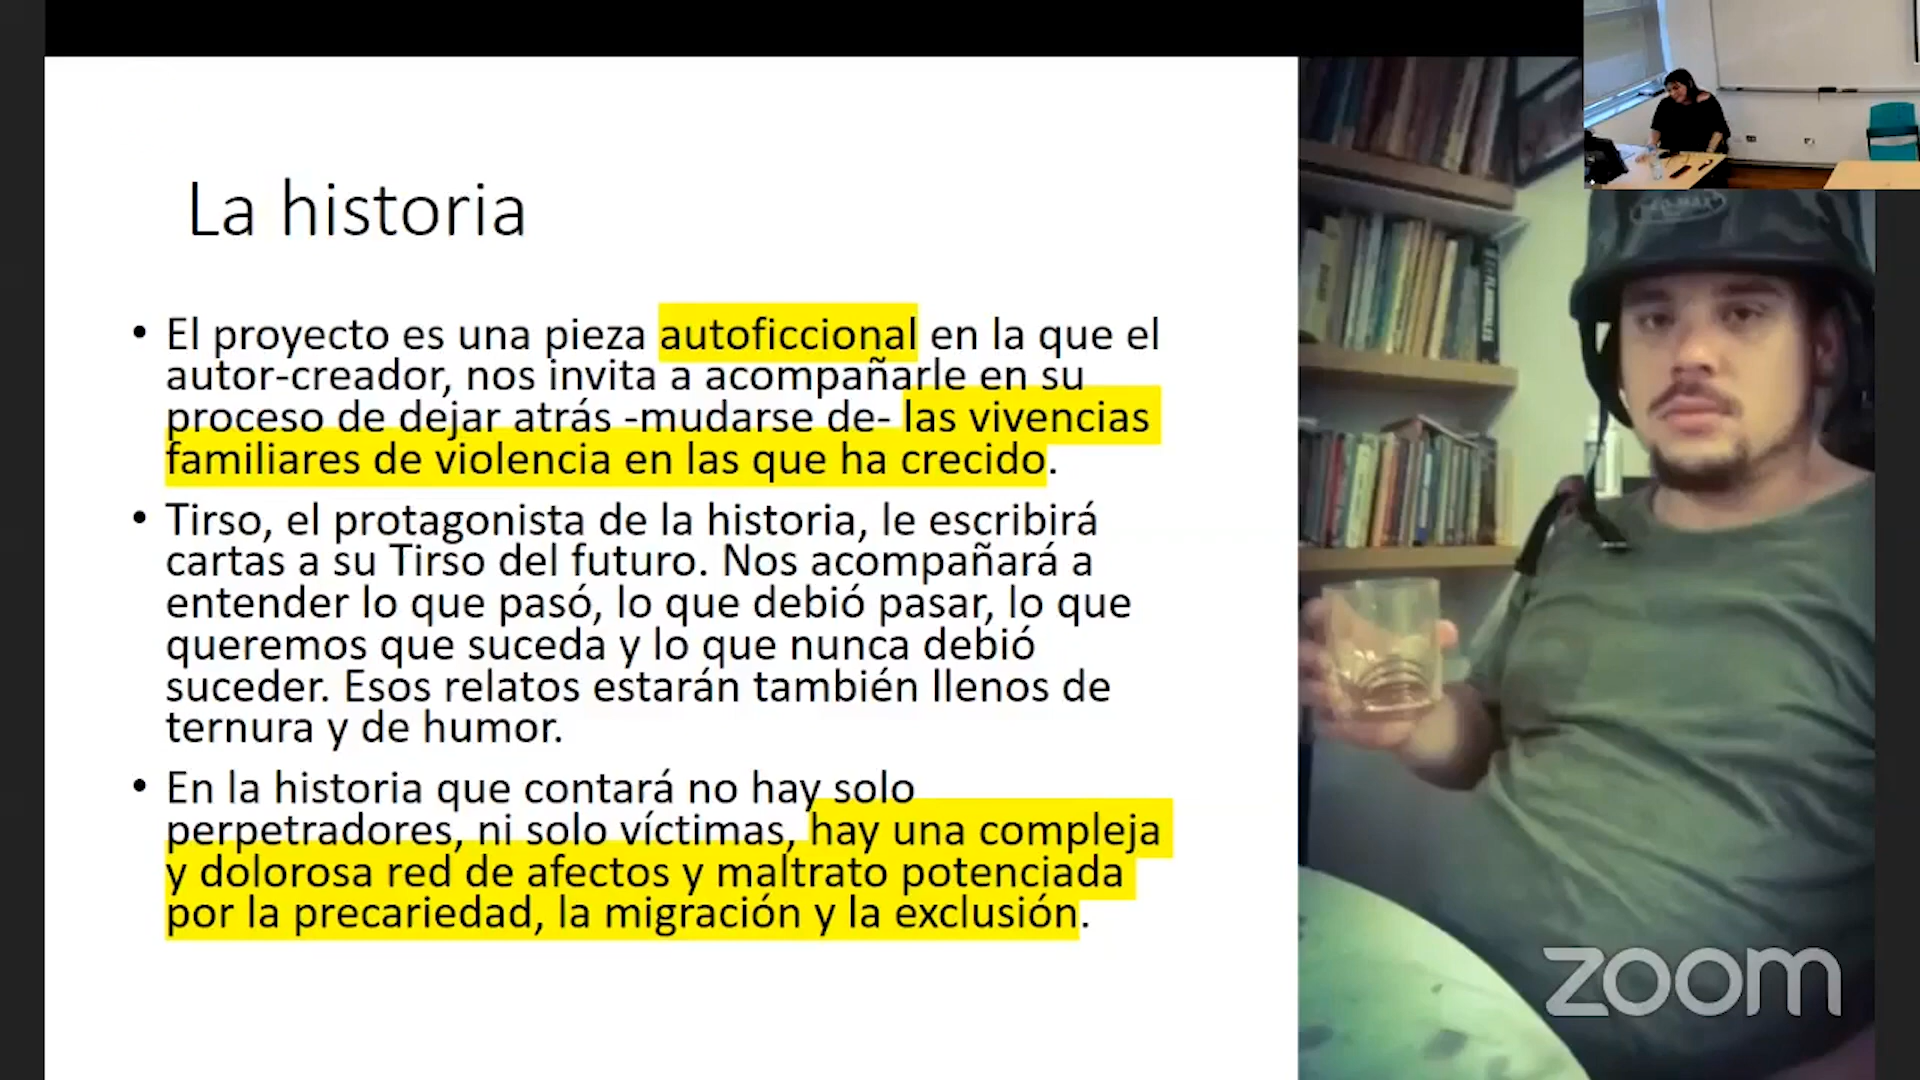 La historia
• El proyecto es una pieza autoficcional en la que el
autor-creador, nos invita a acompañarle en su
proceso de dejar atrás -mudarse de- las vivencias
familiares de violencia en las que ha crecido.
• Tirso, el protagonista de la historia, le escribirá
cartas a su Tirso del futuro. Nos acompañará a
entender lo que pasó, lo que debió pasar, lo que
queremos que suceda y lo que nunca debió
suceder. Esos relatos estarán también llenos de
ternura y de humor.
• En la historia que contará no hay solo
perpetradores, ni solo víctimas, hay una compleja
y dolorosa red de afectos y maltrato potenciada
por la precariedad, la migración y la exclusión.
zoom